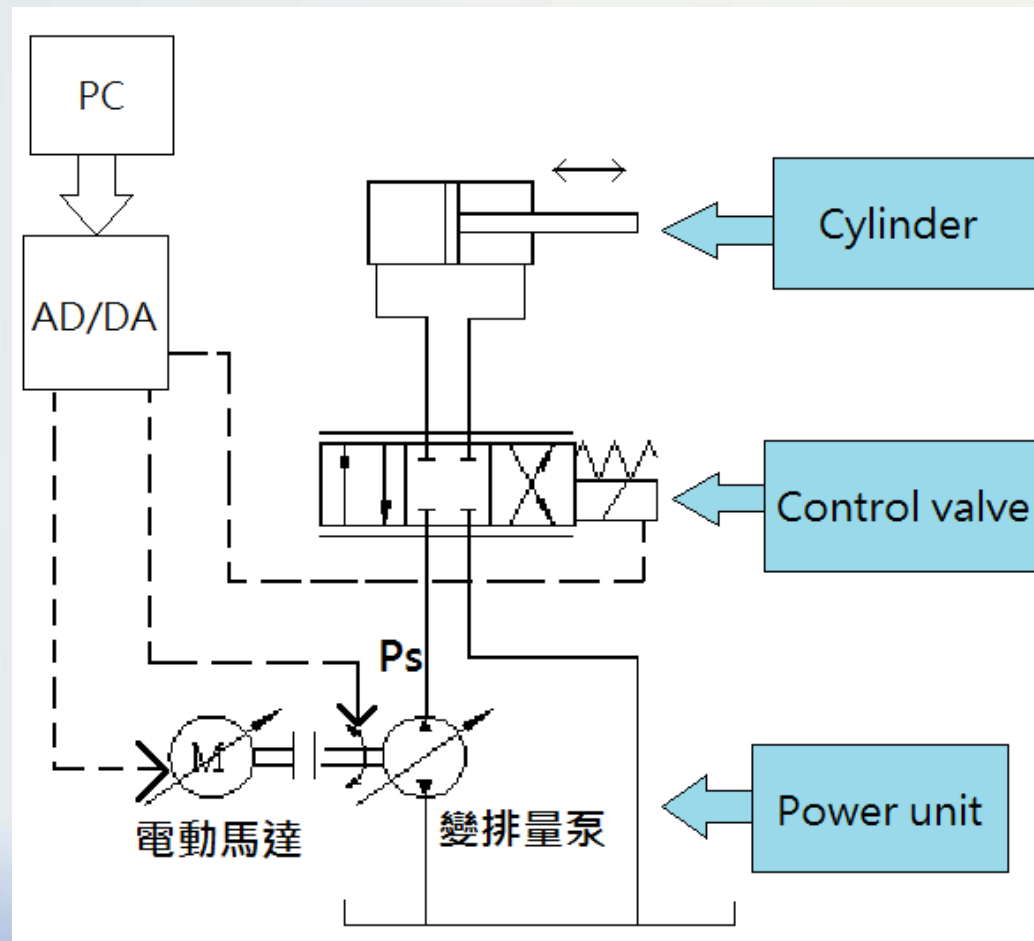 PC
AD/DA
Cylinder
Control valve
Ps
M
電動馬達
變排量泵
Power unit